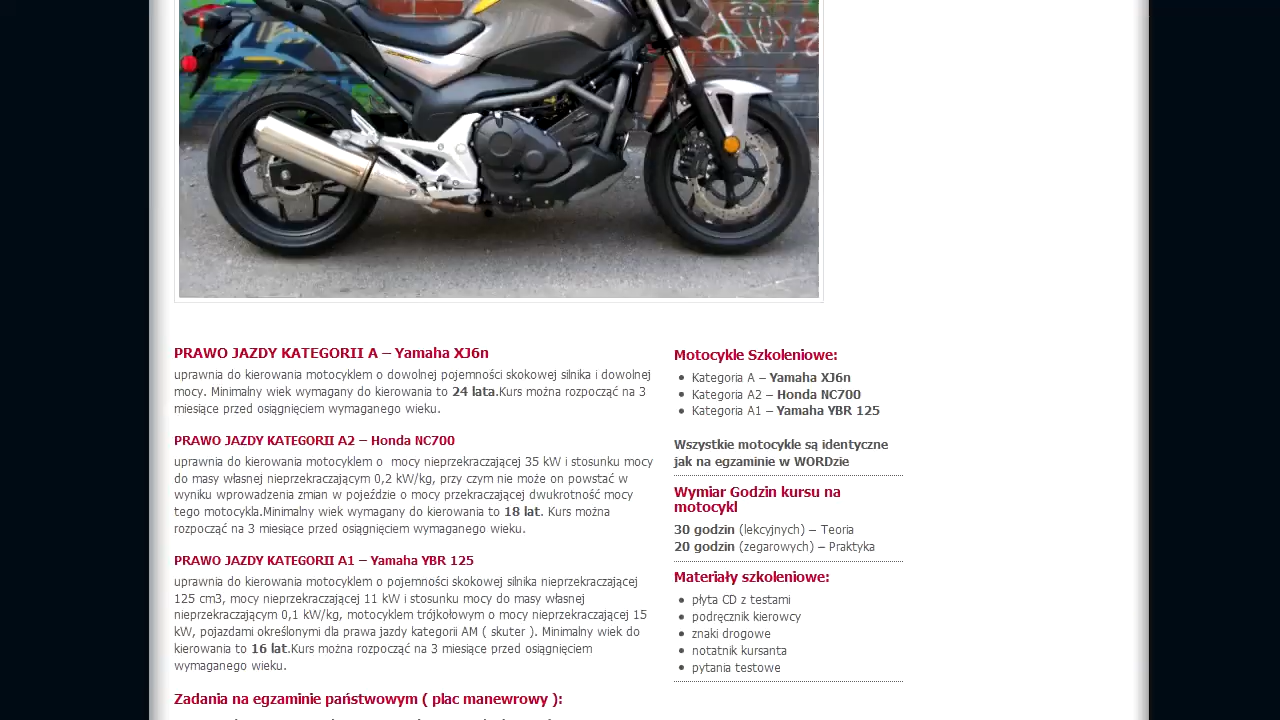 PRAWO JAZDY KATEGORII A – Yamaha XJ6n
uprawnia do kierowania motocyklem o dowolnej pojemności skokowej silnika i dowolnej
mocy. Minimalny wiek wymagany do kierowania to 24 lata.Kurs można rozpocząć na 3
miesiące przed osiągnięciem wymaganego wieku.
PRAWO JAZDY KATEGORII A2 – Honda NC700
uprawnia do kierowania motocyklem o  mocy nieprzekraczającej 35 kW i stosunku mocy
do masy własnej nieprzekraczającym 0,2 kW/kg, przy czym nie może on powstać w
wyniku wprowadzenia zmian w pojeździe o mocy przekraczającej dwukrotność mocy
tego motocykla.Minimalny wiek wymagany do kierowania to 18 lat. Kurs można
rozpocząć na 3 miesiące przed osiągnięciem wymaganego wieku.
PRAWO JAZDY KATEGORII A1 – Yamaha YBR 125
uprawnia do kierowania motocyklem o pojemności skokowej silnika nieprzekraczającej
125 cm3, mocy nieprzekraczającej 11 kW i stosunku mocy do masy własnej
nieprzekraczającym 0,1 kW/kg, motocyklem trójkołowym o mocy nieprzekraczającej 15
kW, pojazdami określonymi dla prawa jazdy kategorii AM ( skuter ). Minimalny wiek do
kierowania to 16 lat.Kurs można rozpocząć na 3 miesiące przed osiągnięciem
wymaganego wieku.
Zadania na egzaminie państwowym ( plac manewrowy ):
Motocykle Szkoleniowe:
• Kategoria A – Yamaha XJ6n
• Kategoria A2 – Honda NC700
• Kategoria A1 – Yamaha YBR 125
Wszystkie motocykle są identyczne
jak na egzaminie w WORDzie
Wymiar Godzin kursu na
motocykl
30 godzin (lekcyjnych) – Teoria
20 godzin (zegarowych) – Praktyka
Materiały szkoleniowe:
• płyta CD z testami
• podręcznik kierowcy
• znaki drogowe
• notatnik kursanta
• pytania testowe